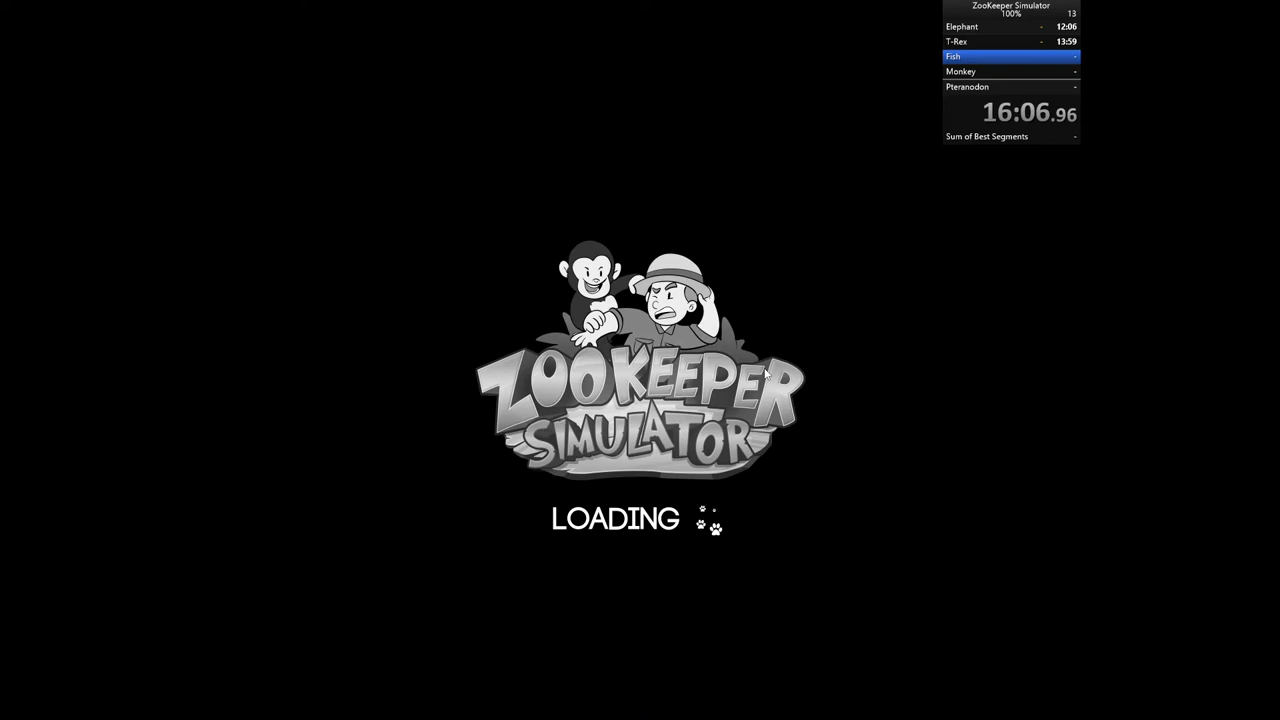 ZooKeeper Simulator
100% 13
Elephant - 12:06
T-Rex - 13:59
Fish -
Monkey -
Pteranodon -
16:06.96
Sum of Best Segments -
ZOOKEEPER
SIMULATOR
LOADING